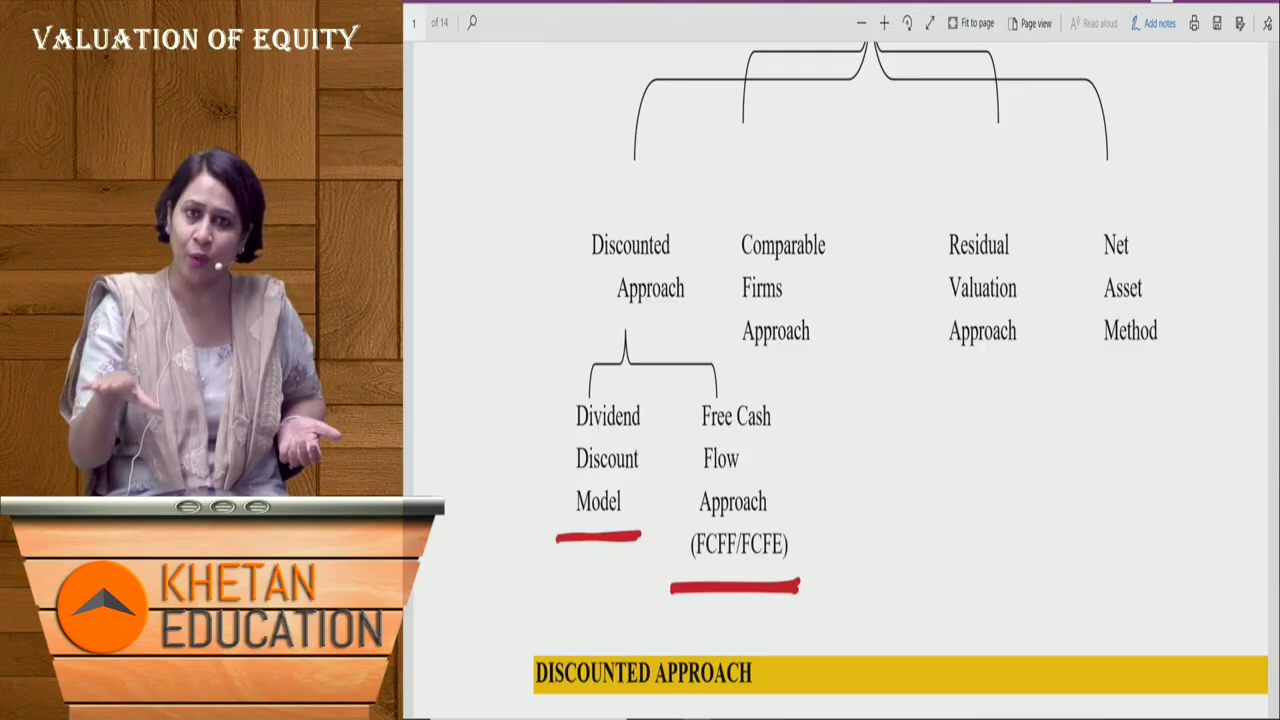 VALUATION OF EQUITY
1 of 14
Fit to page
Page view
Read aloud
Add notes
Discounted
Approach
Comparable
Firms
Approach
Residual
Valuation
Approach
Net
Asset
Method
Dividend
Discount
Model
Free Cash
Flow
Approach
(FCFF/FCFE)
DISCOUNTED APPROACH
KHETAN
EDUCATION